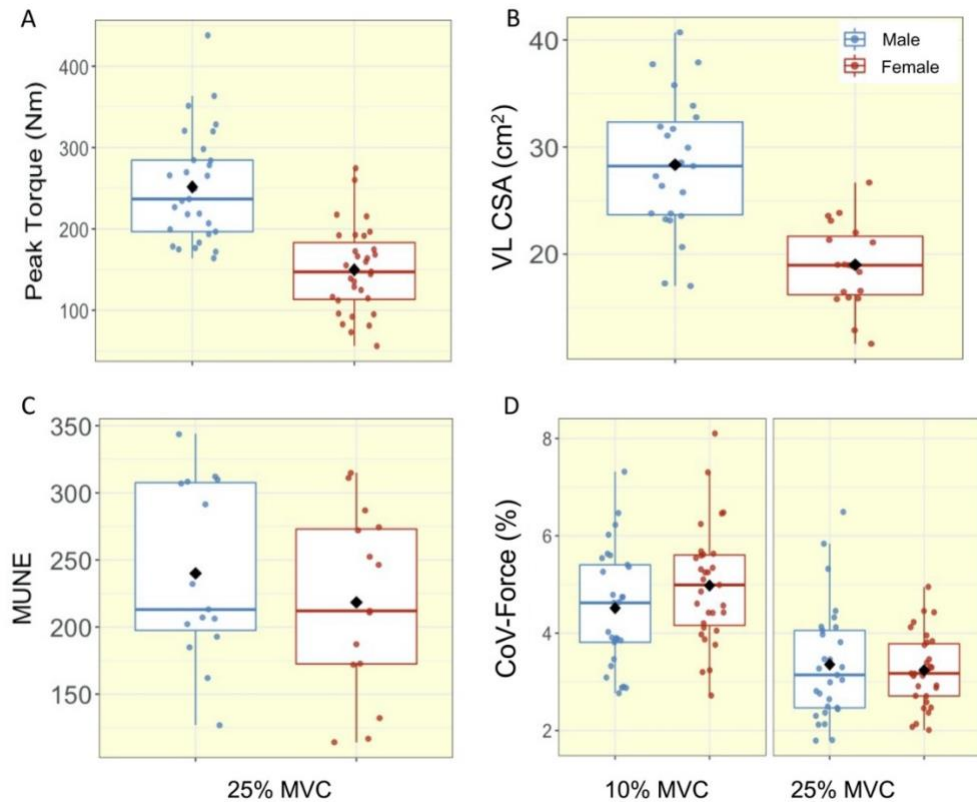 A
Peak Torque (Nm)
400
300
200
100
B
VL CSA (cm²)
40
30
20
Male
Female
C
MUNE
350
300
250
200
150
25% MVC
D
CoV-Force (%)
8
6
4
2
10% MVC
25% MVC